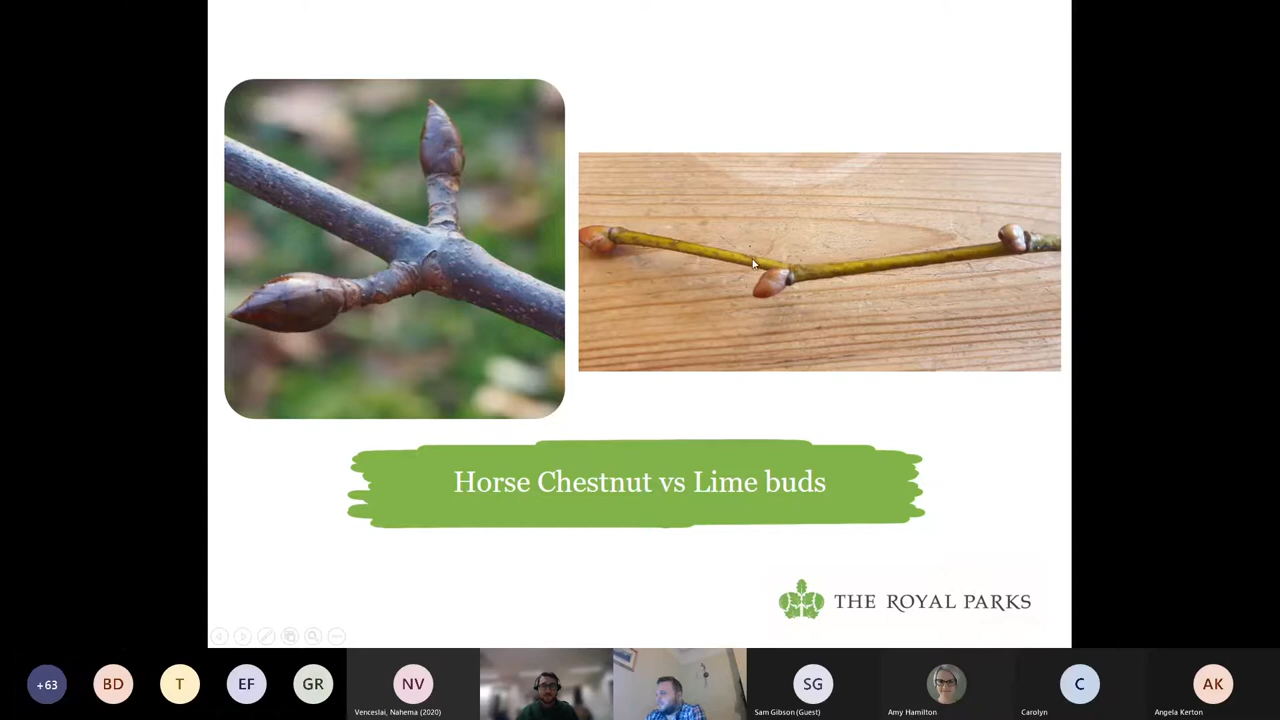 Horse Chestnut vs Lime buds
THE ROYAL PARKS
+63
BD
T
EF
GR
NV
SG
C
AK
Venceslai, Nahema (2020)
Sam Gibson (Guest)
Amy Hamilton
Carolyn
Angela Kerton